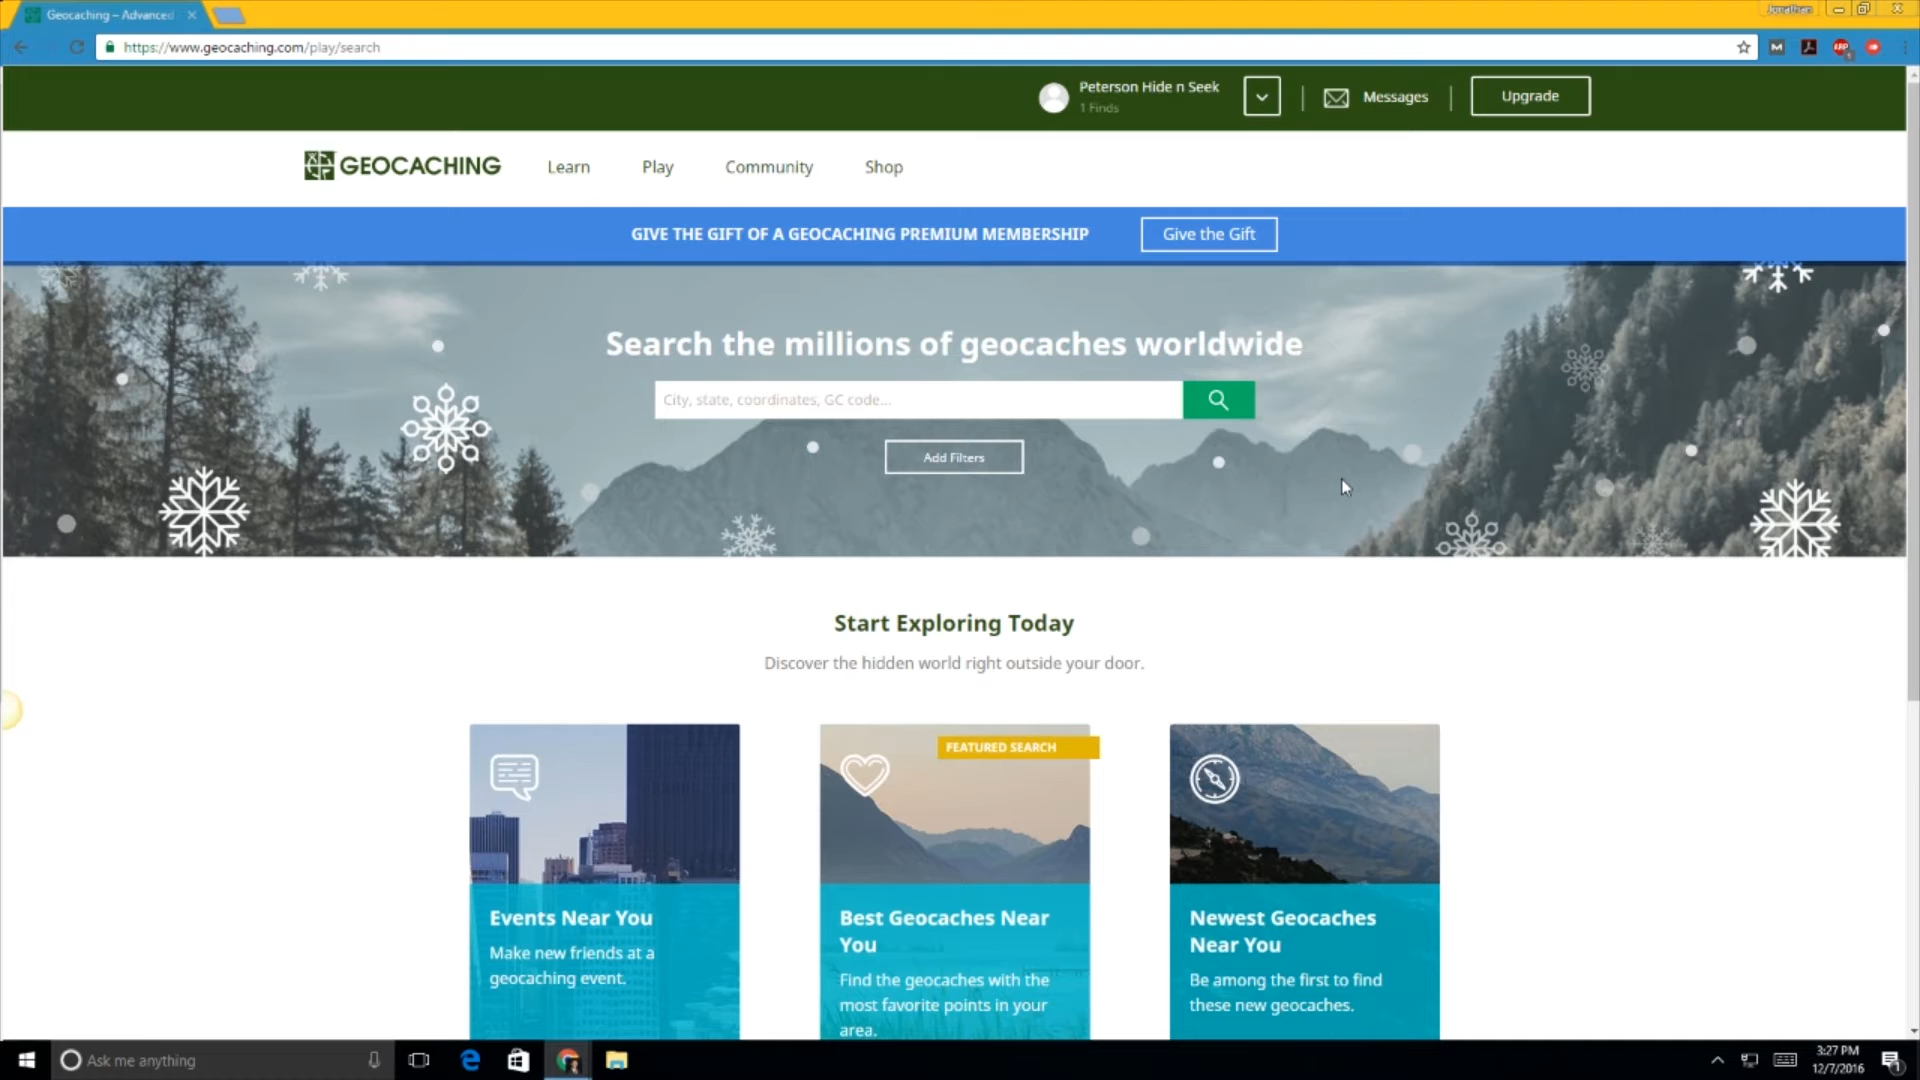 Geocaching – Advanced
Jonathan
https://www.geocaching.com/play/search
Peterson Hide n Seek
1 Finds
Messages
Upgrade
GEOCACHING
Learn
Play
Community
Shop
GIVE THE GIFT OF A GEOCACHING PREMIUM MEMBERSHIP
Give the Gift
Search the millions of geocaches worldwide
City, state, coordinates, GC code...
Add Filters
Start Exploring Today
Discover the hidden world right outside your door.
Events Near You
Make new friends at a
geocaching event.
FEATURED SEARCH
Best Geocaches Near
You
Find the geocaches with the
most favorite points in your
area.
Newest Geocaches
Near You
Be among the first to find
these new geocaches.
Ask me anything
3:27 PM
12/7/2016